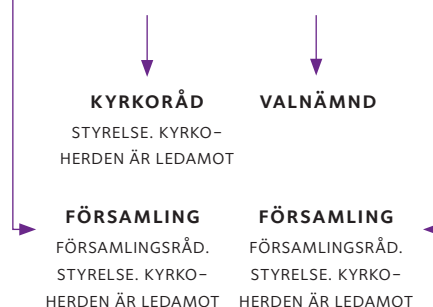 KYRKORÅD
STYRELSE. KYRKO–
HERDEN ÄR LEDAMOT
VALNÄMND
FÖRSAMLING
FÖRSAMLINGSRÅD.
STYRELSE. KYRKO–
HERDEN ÄR LEDAMOT
FÖRSAMLING
FÖRSAMLINGSRÅD.
STYRELSE. KYRKO–
HERDEN ÄR LEDAMOT